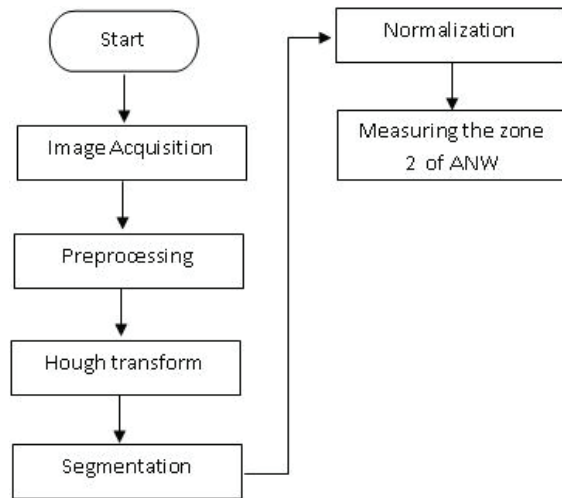 Start
Image Acquisition
Preprocessing
Hough transform
Segmentation
Normalization
Measuring the zone
2 of ANW